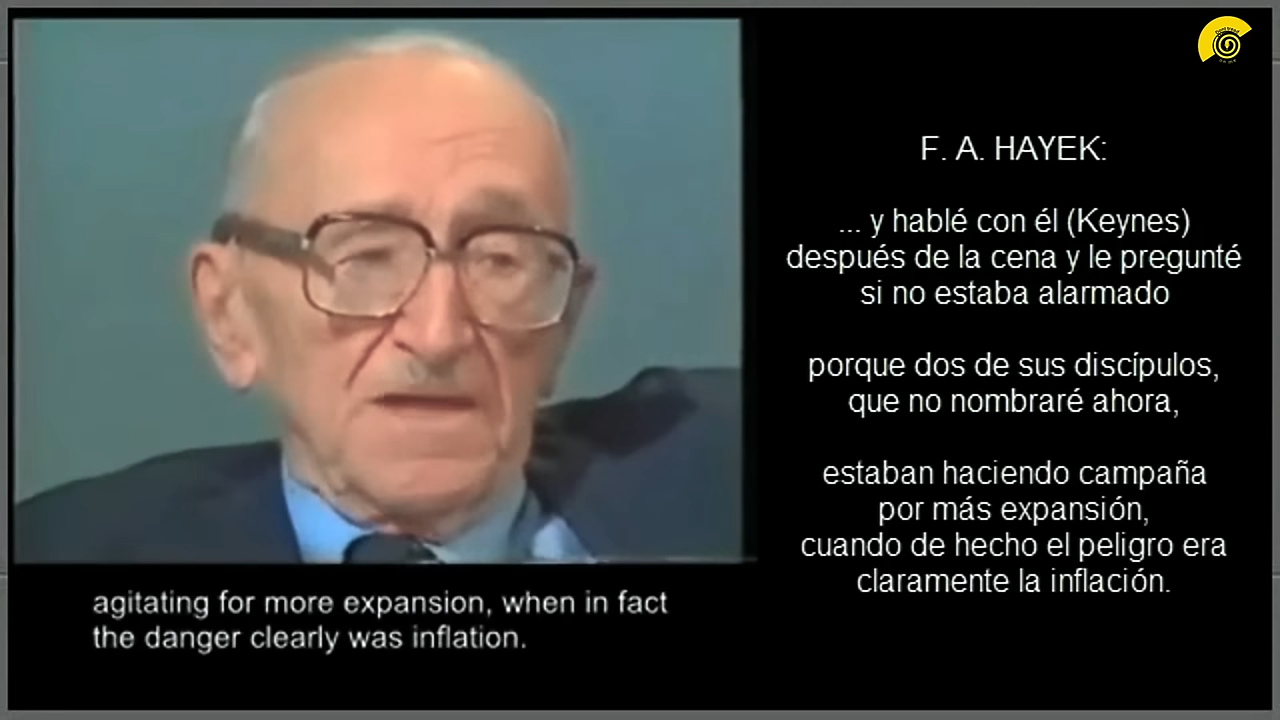 F. A. HAYEK:
... y hablé con él (Keynes)
después de la cena y le pregunté
si no estaba alarmado
porque dos de sus discípulos,
que no nombraré ahora,
estaban haciendo campaña
por más expansión,
cuando de hecho el peligro era
claramente la inflación.
agitating for more expansion, when in fact
the danger clearly was inflation.